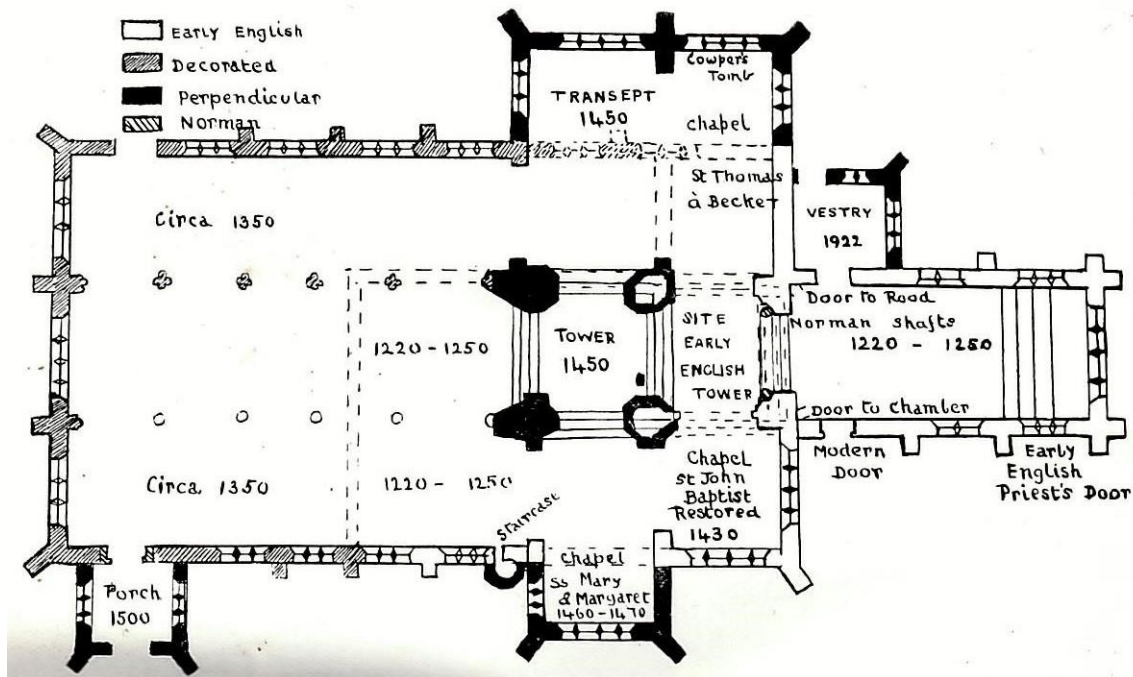 Early English
Decorated
Perpendicular
Norman
Cowper's
Tomb
TRANSEPT
1450
Chapel
St Thomas
à Becket
VESTRY
1922
Circa 1350
Door to Rood
Norman shafts
1220 - 1250
1220 - 1250
TOWER
1450
SITE
EARLY
ENGLISH
TOWER
Door to Chamber
Modern
Door
Early
English
Priest's Door
Chapel
St John
Baptist
Restored
1430
Circa 1350
1220 - 1250
Staircase
Chapel
Ss Mary
& Margaret
1460-1470
Porch
1500